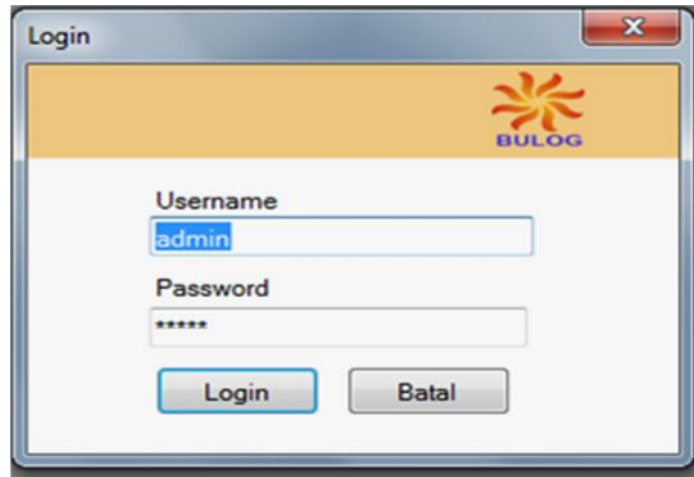 Login
BULOG
Username
admin
Password
*****
Login Batal